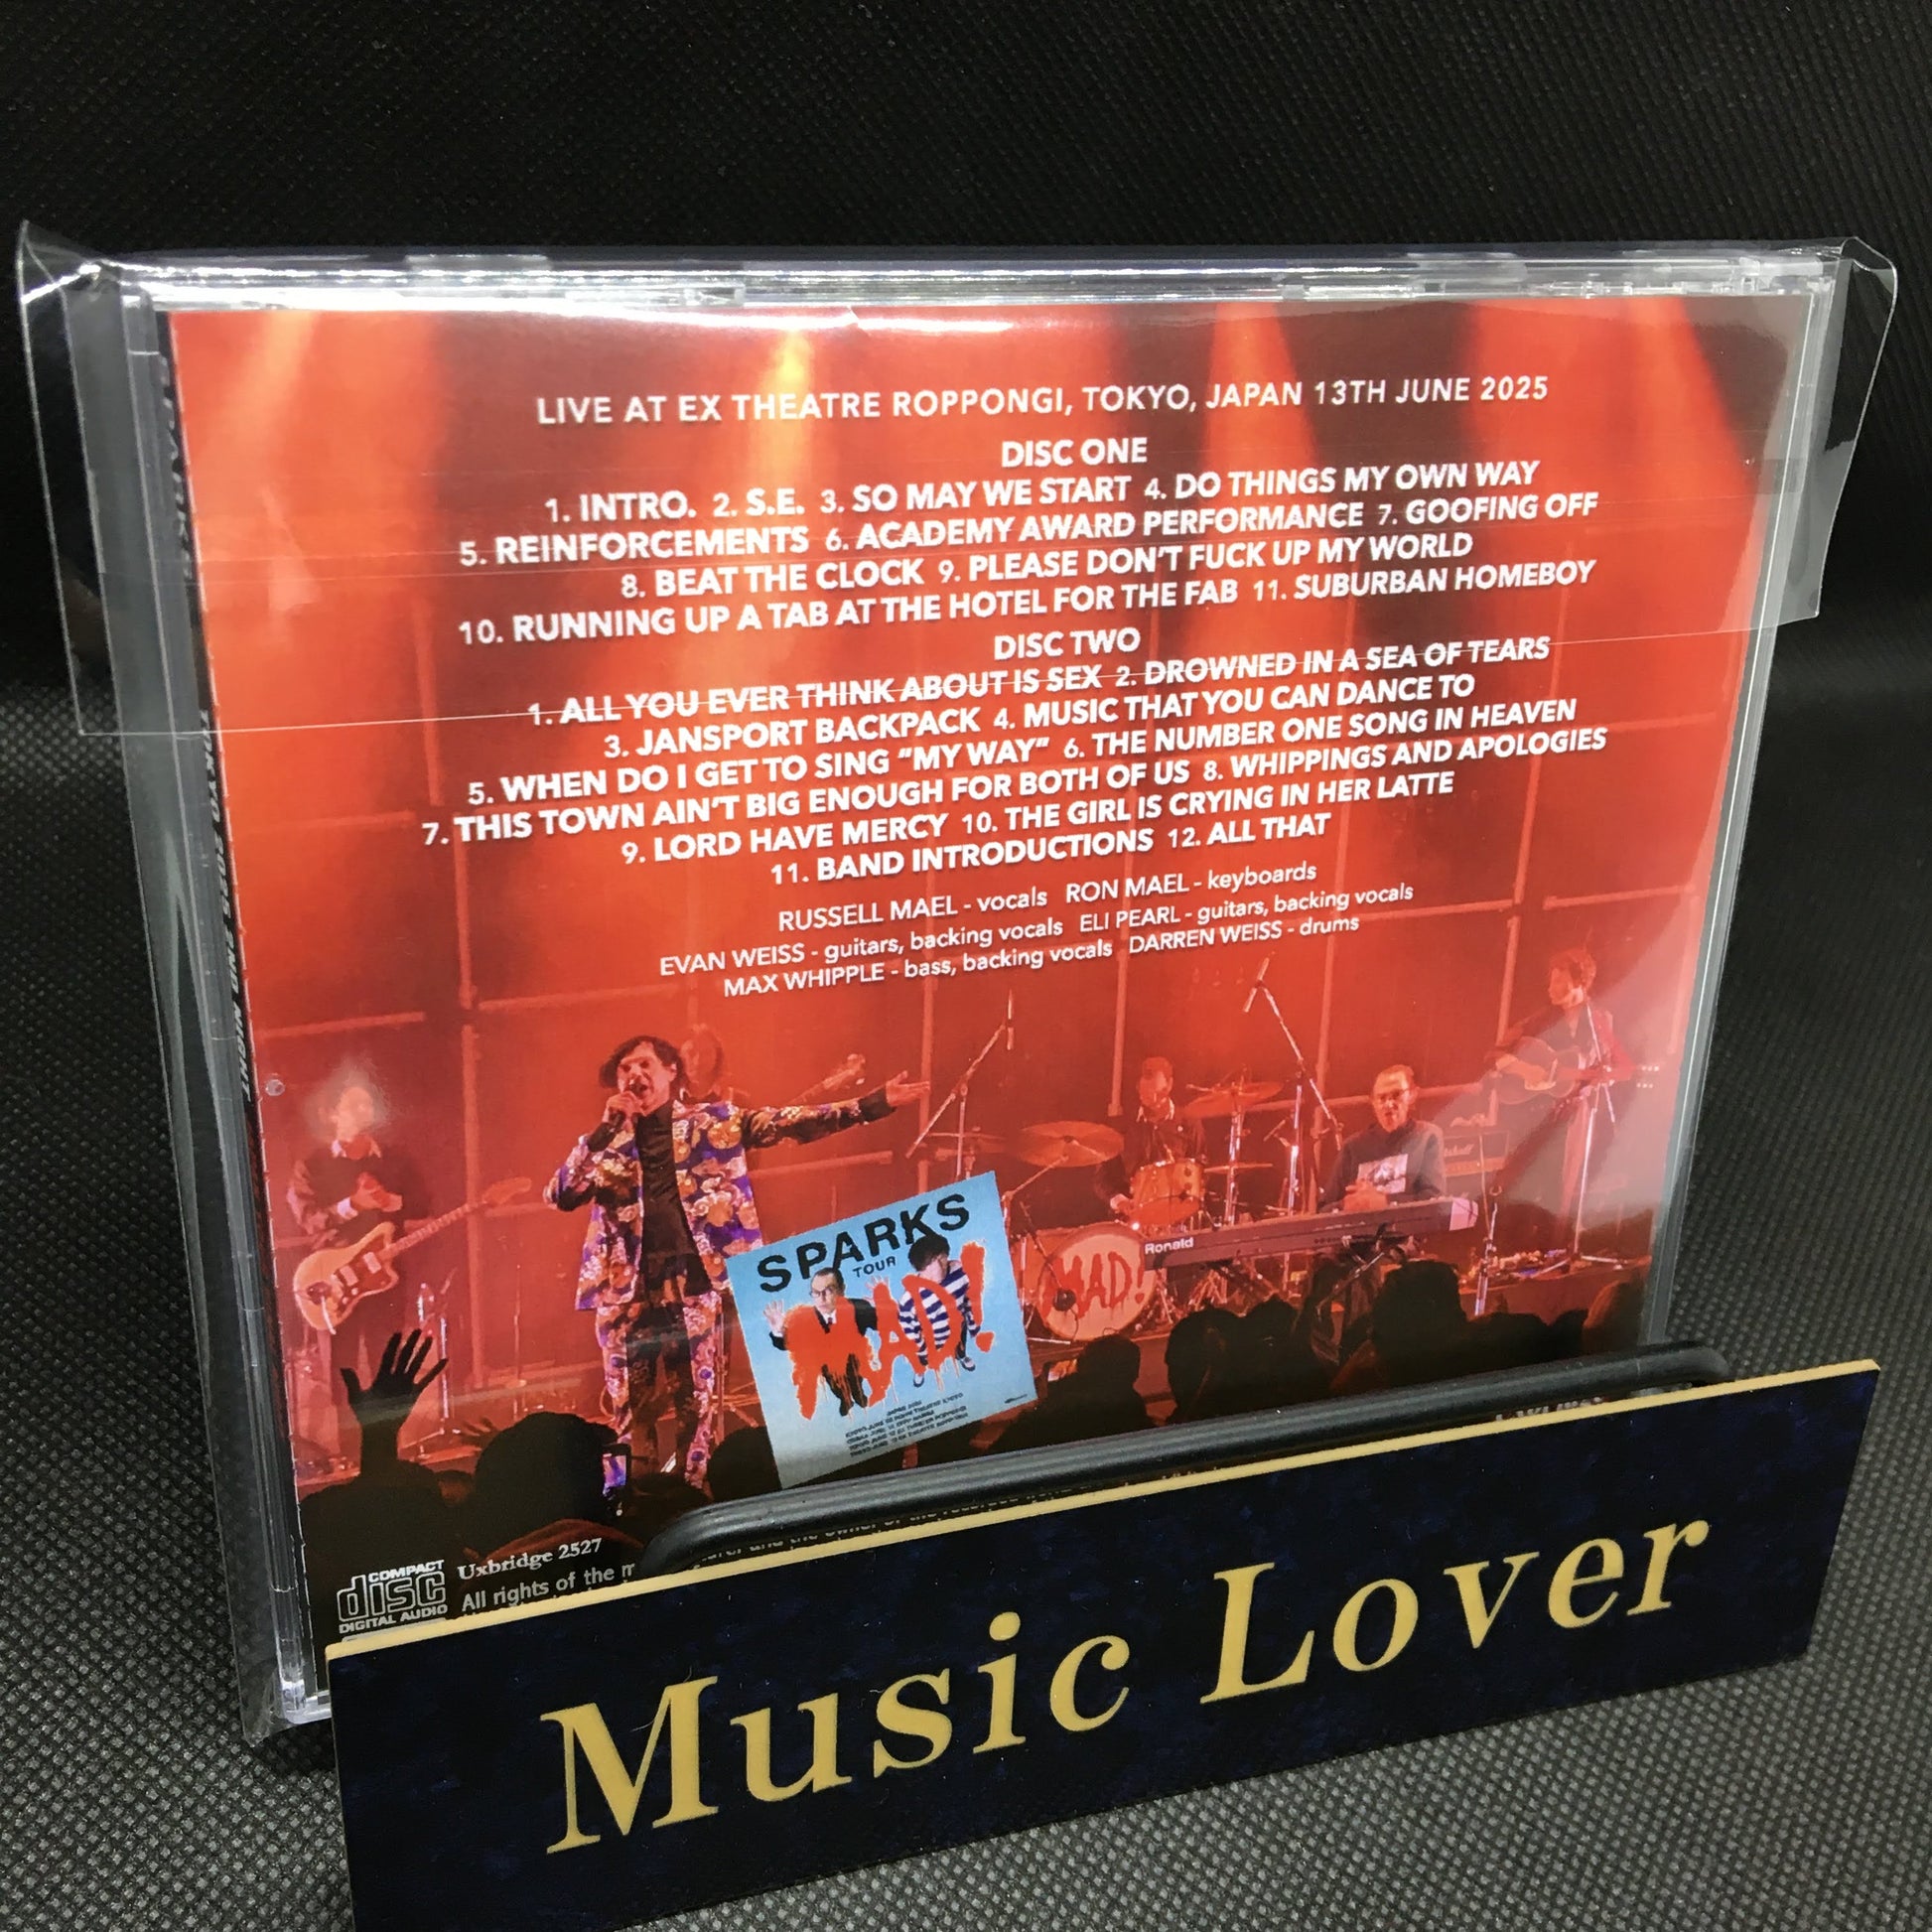 LIVE AT EX THEATRE ROPPONGI, TOKYO, JAPAN 13TH JUNE 2025
DISC ONE
1. INTRO. 2. S.E. 3. SO MAY WE START 4. DO THINGS MY OWN WAY
5. REINFORCEMENTS 6. ACADEMY AWARD PERFORMANCE 7. GOOFING OFF
8. BEAT THE CLOCK 9. PLEASE DON'T FUCK UP MY WORLD
10. RUNNING UP A TAB AT THE HOTEL FOR THE FAB 11. SUBURBAN HOMEBOY
DISC TWO
1. ALL YOU EVER THINK ABOUT IS SEX 2. DROWNED IN A SEA OF TEARS
3. JANSPORT BACKPACK 4. MUSIC THAT YOU CAN DANCE TO
5. WHEN DO I GET TO SING "MY WAY" 6. THE NUMBER ONE SONG IN HEAVEN
7. THIS TOWN AIN'T BIG ENOUGH FOR BOTH OF US 8. WHIPPINGS AND APOLOGIES
9. LORD HAVE MERCY 10. THE GIRL IS CRYING IN HER LATTE
11. BAND INTRODUCTIONS 12. ALL THAT
RUSSELL MAEL - vocals RON MAEL - keyboards
EVAN WEISS - guitars, backing vocals ELI PEARL - guitars, backing vocals
MAX WHIPPLE - bass, backing vocals DARREN WEISS - drums
Ronald
MAD!
SPARKS
TOUR
MAD!
COMPACT
disc
DIGITAL AUDIO
Uxbridge 2527
All rights of the
Music Lover